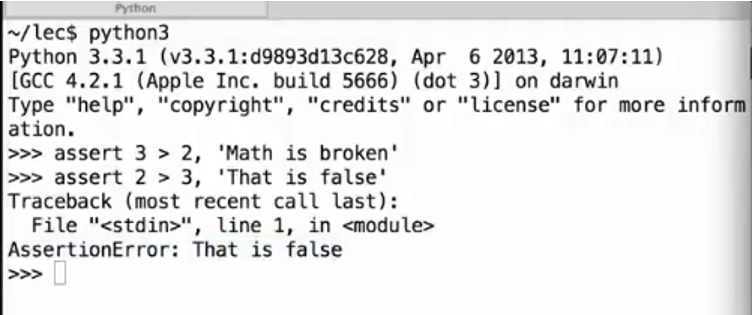 Python
~/lec$ python3
Python 3.3.1 (v3.3.1:d9893d13c628, Apr  6 2013, 11:07:11)
[GCC 4.2.1 (Apple Inc. build 5666) (dot 3)] on darwin
Type "help", "copyright", "credits" or "license" for more inform
ation.
>>> assert 3 > 2, 'Math is broken'
>>> assert 2 > 3, 'That is false'
Traceback (most recent call last):
  File "<stdin>", line 1, in <module>
AssertionError: That is false
>>>